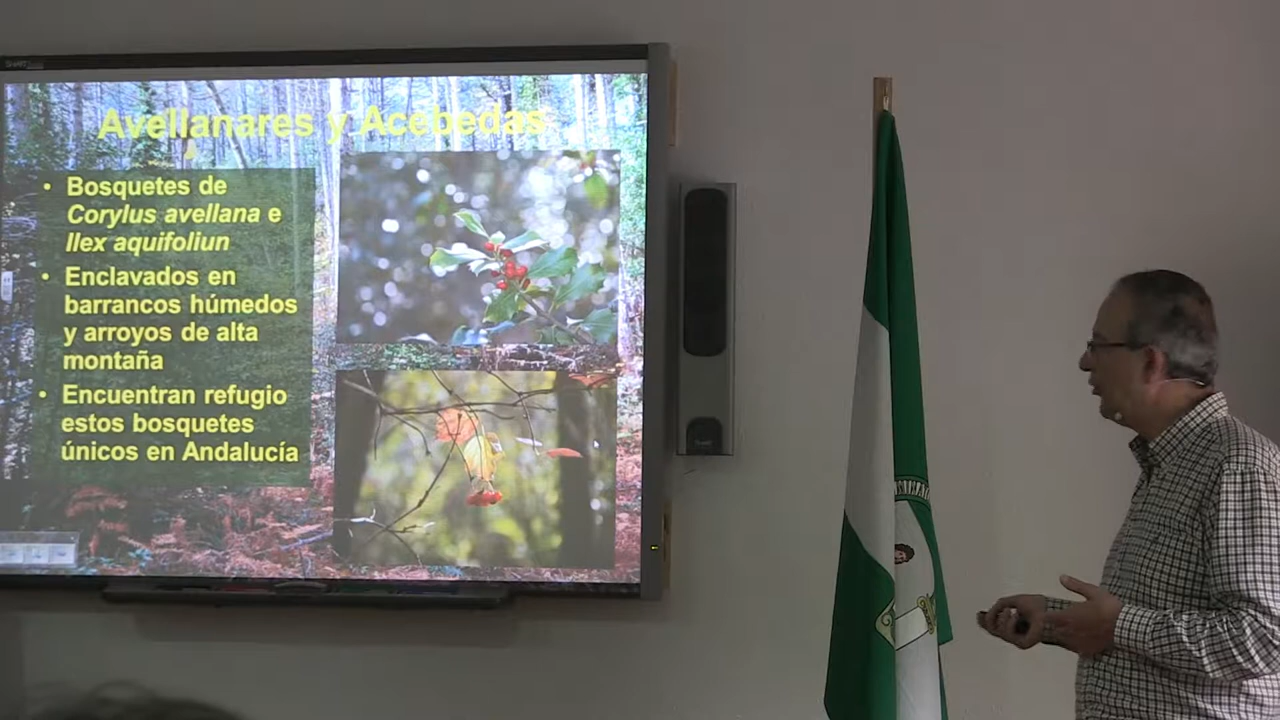 Avellanares y Acebedas
• Bosquetes de
Corylus avellana e
Ilex aquifoliun
• Enclavados en
barrancos húmedos
y arroyos de alta
montaña
• Encuentran refugio
estos bosquetes
únicos en Andalucía